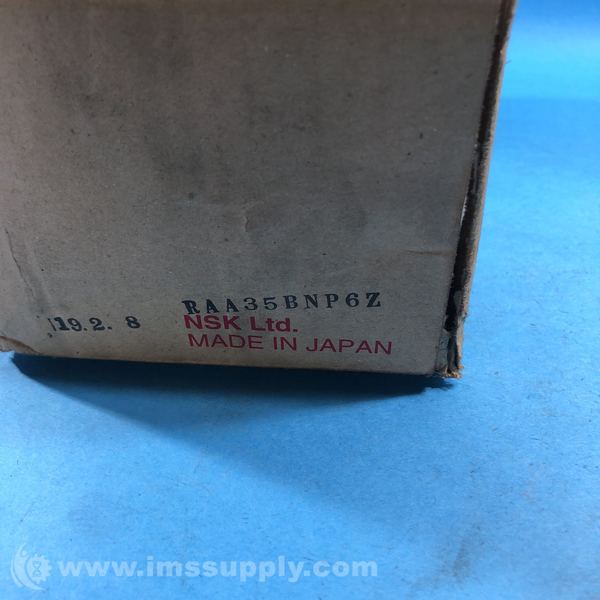 RAA35BNP6Z
19.2.8 NSK Ltd.
MADE IN JAPAN
www.imssupply.com